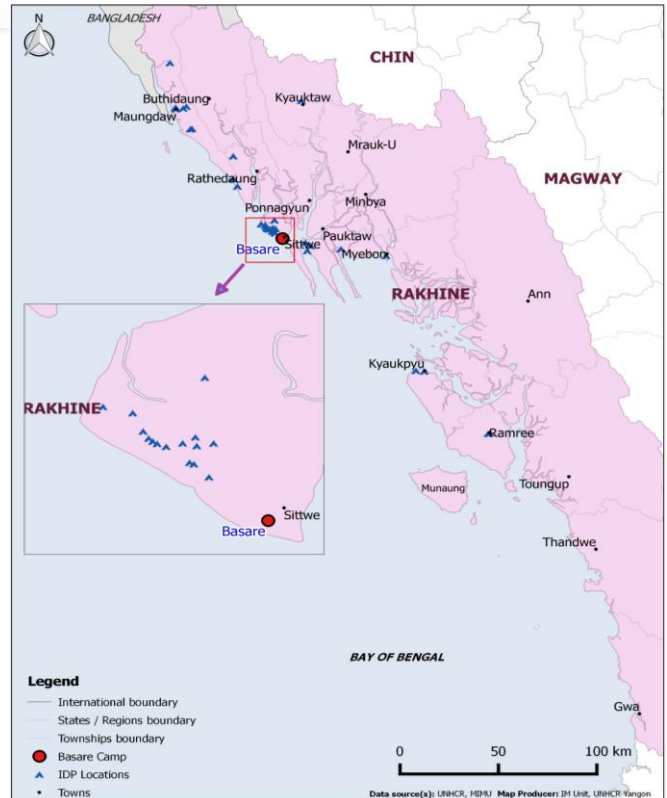 N
BANGLADESH
CHIN
Buthidaung
Maungdaw
Kyauktaw
Mrauk-U
MAGWAY
Rathedaung
Ponnagyun
Minbya
Pauktaw
Basare
Sittwe
Myebon
RAKHINE
Ann
Kyaukpyu
RAKHINE
Ramree
Munaung
Toungup
Sittwe
Basare
Thandwe
BAY OF BENGAL
Gwa
Legend
International boundary
States / Regions boundary
Townships boundary
Basare Camp
IDP Locations
Towns
0 50 100 km
Data source(s): UNHCR, MIMU Map Producer: IM Unit, UNHCR Yangon